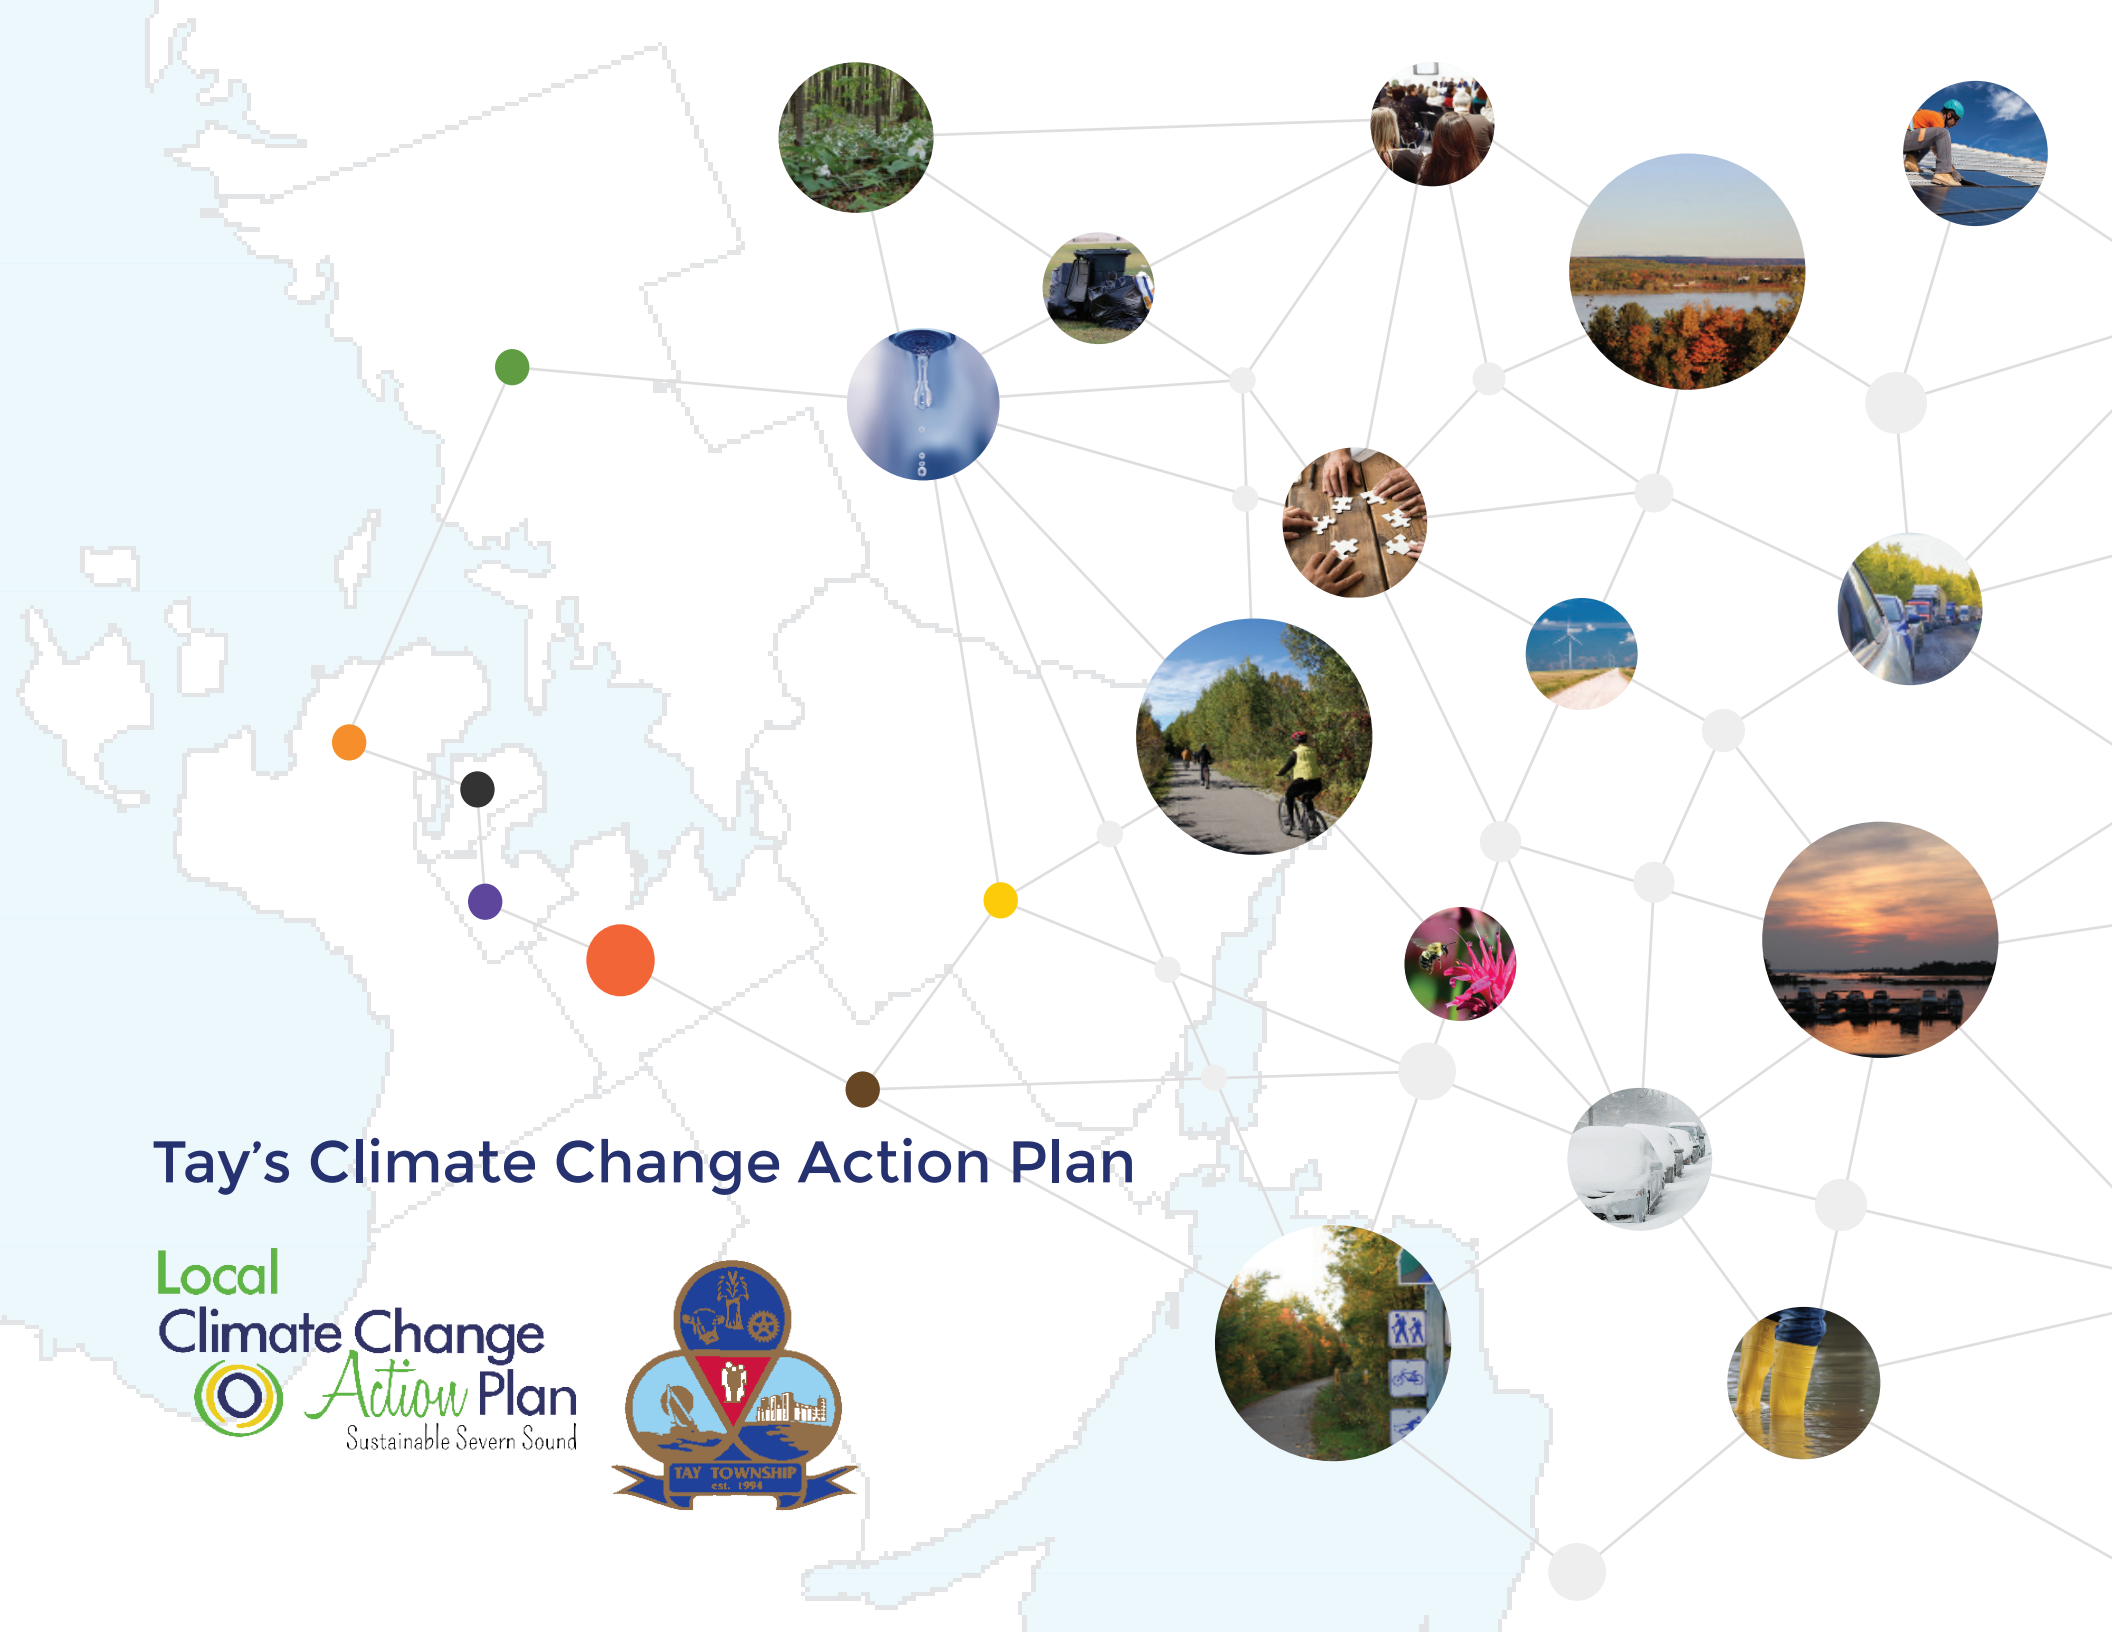 Tay's Climate Change Action Plan
Local
Climate Change
Action Plan
Sustainable Severn Sound
TAY TOWNSHIP
est. 1994